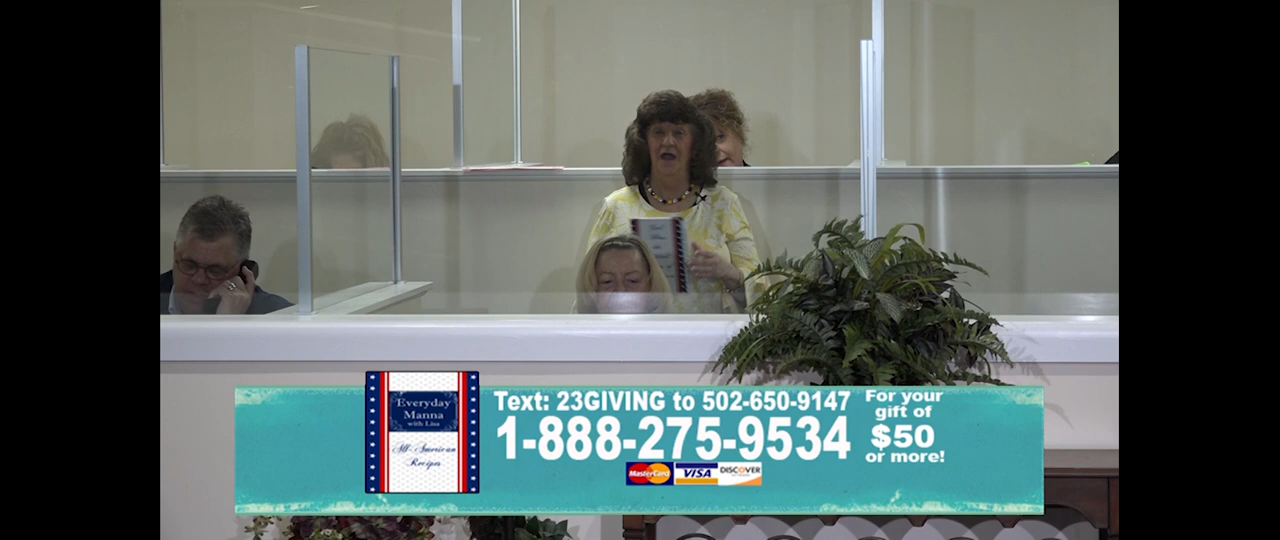 Everyday
Manna
with Lisa
All-American
Recipes
Text: 23GIVING to 502-650-9147
1-888-275-9534
MasterCard
VISA
DISCOVER
For your
gift of
$50
or more!